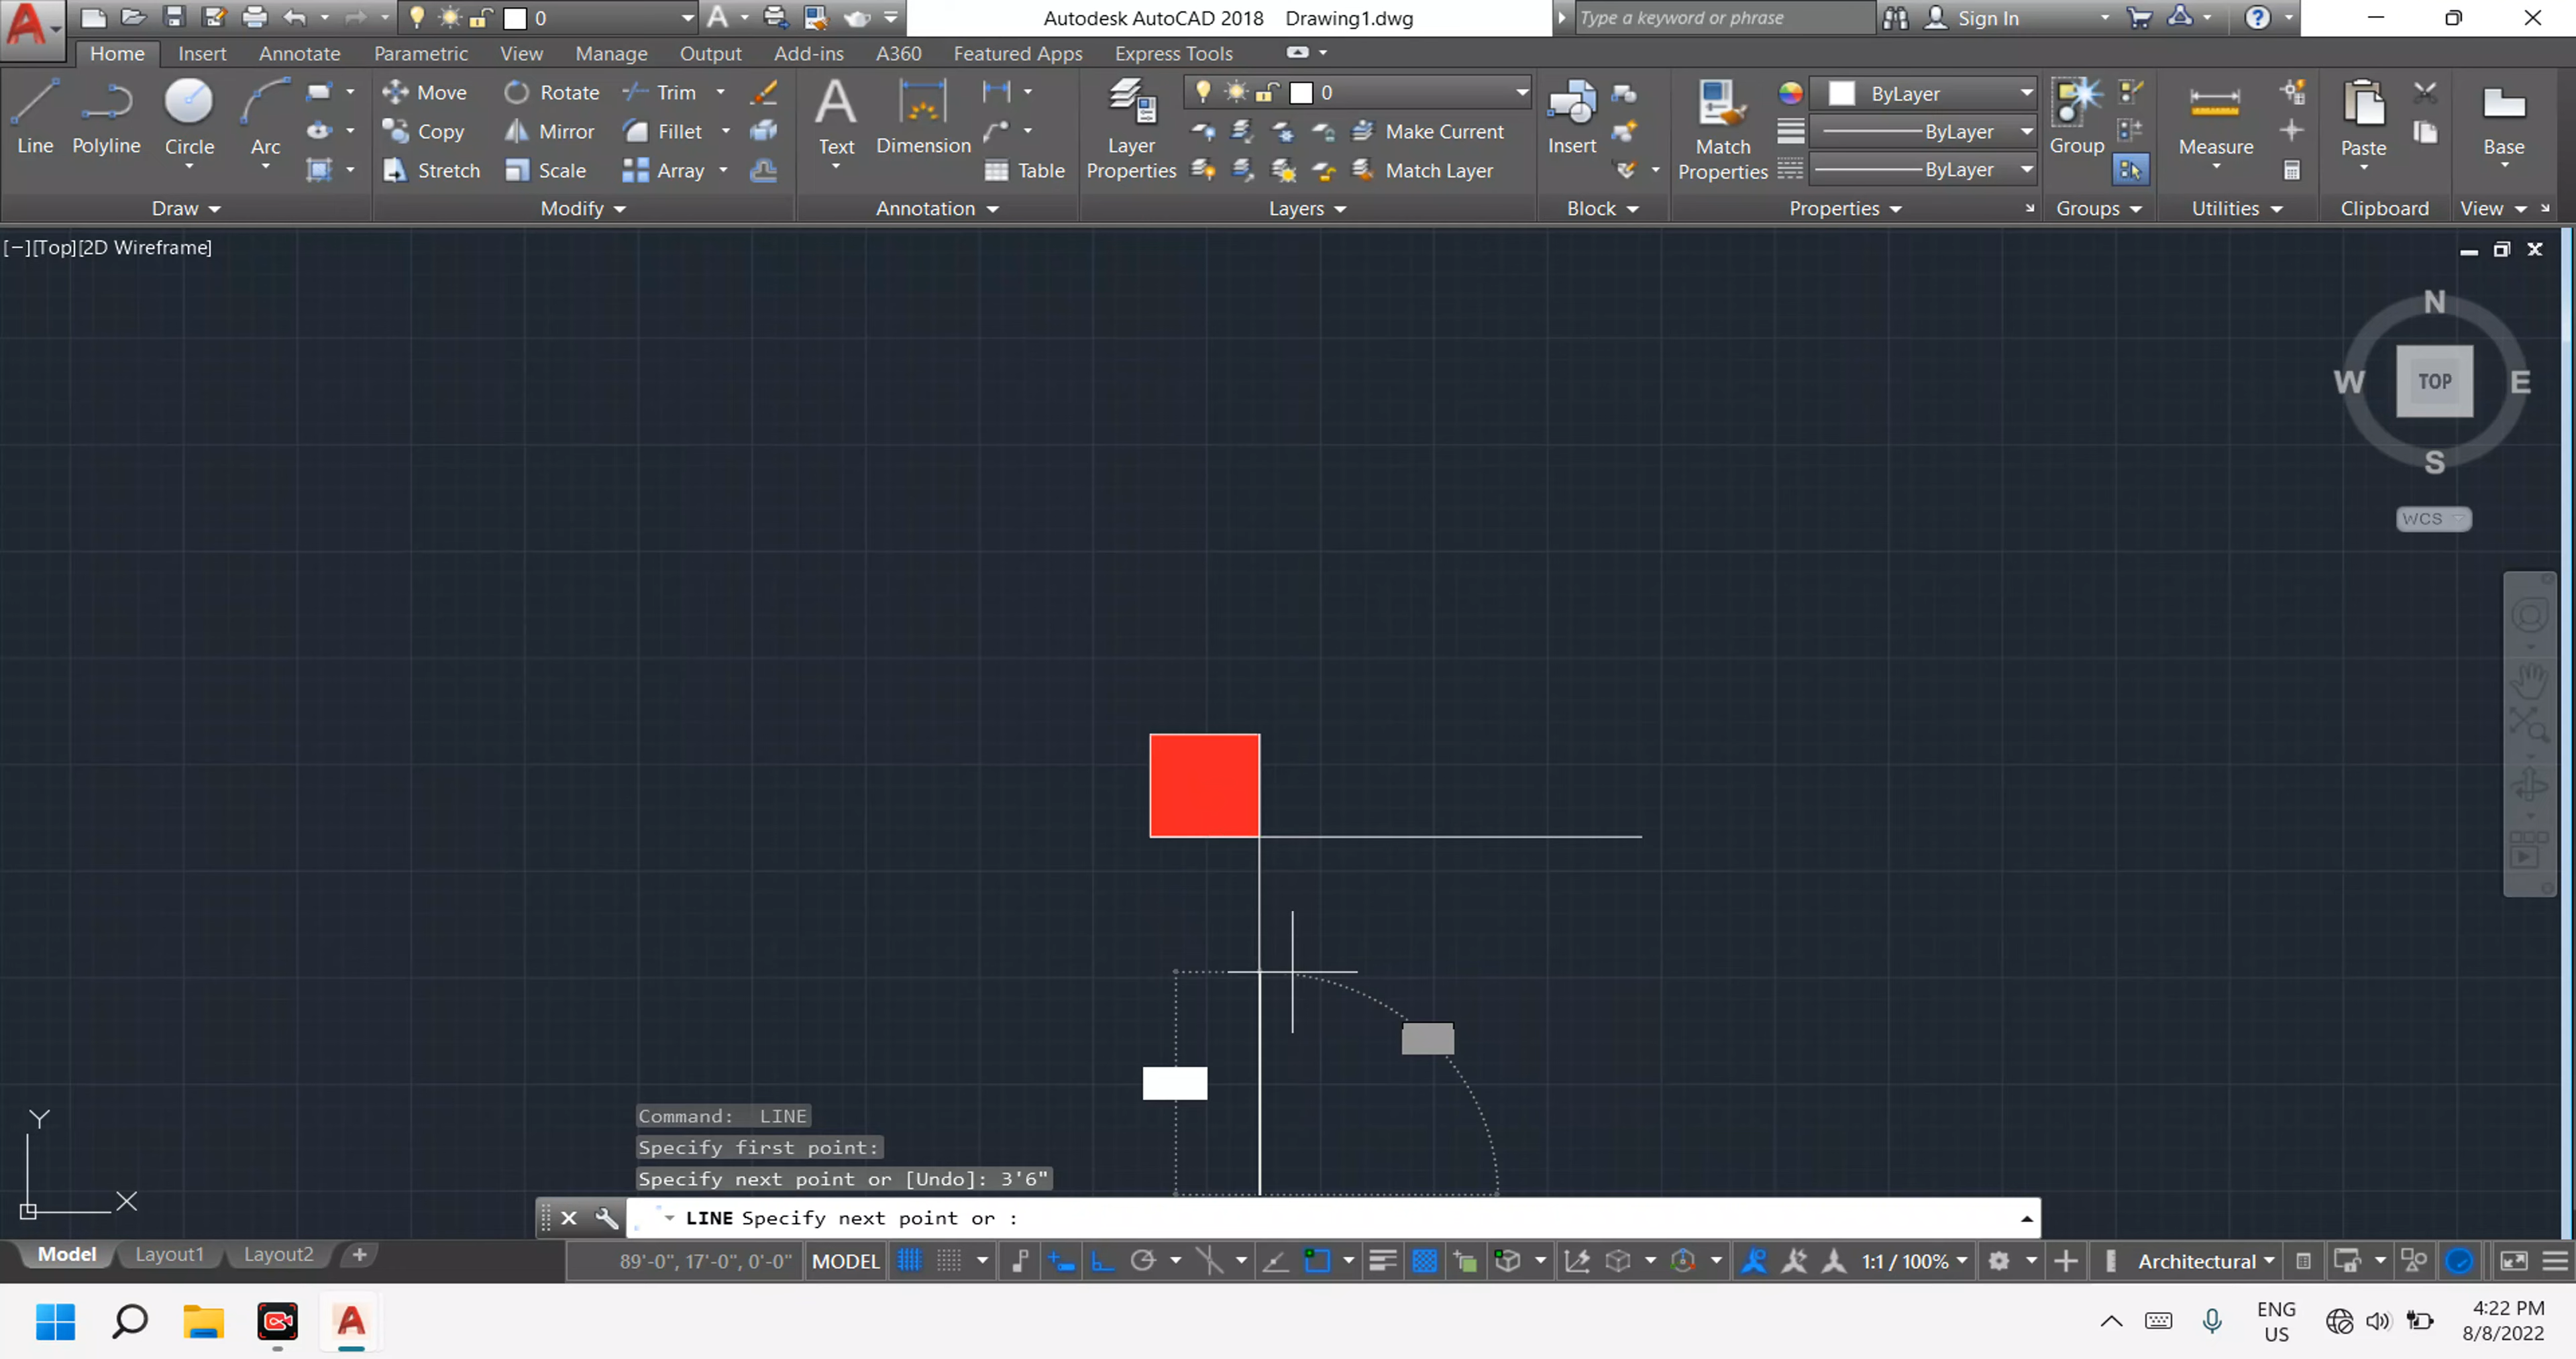 0
Autodesk AutoCAD 2018 Drawing1.dwg
Type a keyword or phrase
Sign In
Home Insert Annotate Parametric View Manage Output Add-ins A360 Featured Apps Express Tools
Line Polyline Circle Arc
Move Rotate Trim
Copy Mirror Fillet
Stretch Scale Array
Text Dimension Table
Layer Properties
0
Make Current
Match Layer
Insert
Match Properties
ByLayer
ByLayer
ByLayer
Group
Measure
Paste
Base
Draw Modify Annotation Layers Block Properties Groups Utilities Clipboard View
[−][Top][2D Wireframe]
N
W TOP E
S
WCS
Y
X
Command: LINE
Specify first point:
Specify next point or [Undo]: 3'6"
LINE Specify next point or :
Model Layout1 Layout2 +
89'-0", 17'-0", 0'-0" MODEL 1:1 / 100% Architectural
ENG
US
4:22 PM
8/8/2022